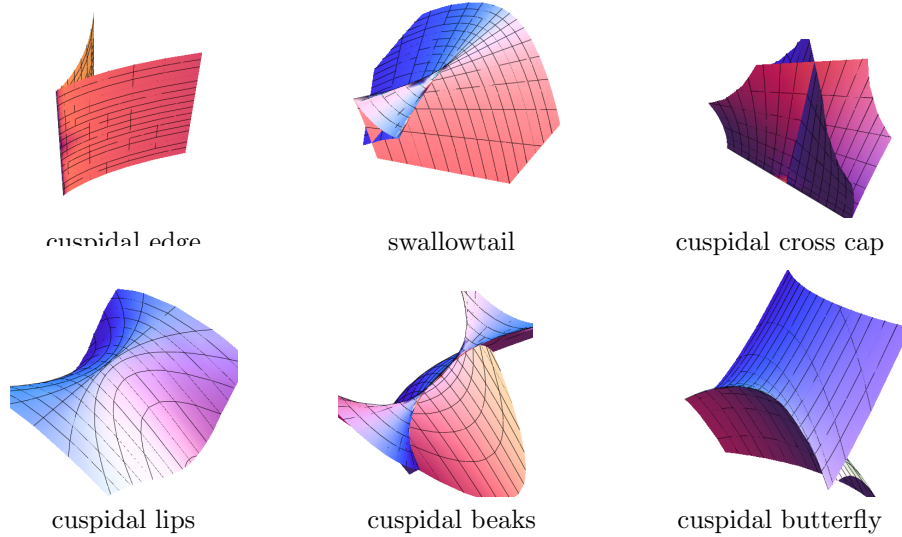 cuspidal edge
swallowtail
cuspidal cross cap
cuspidal lips
cuspidal beaks
cuspidal butterfly